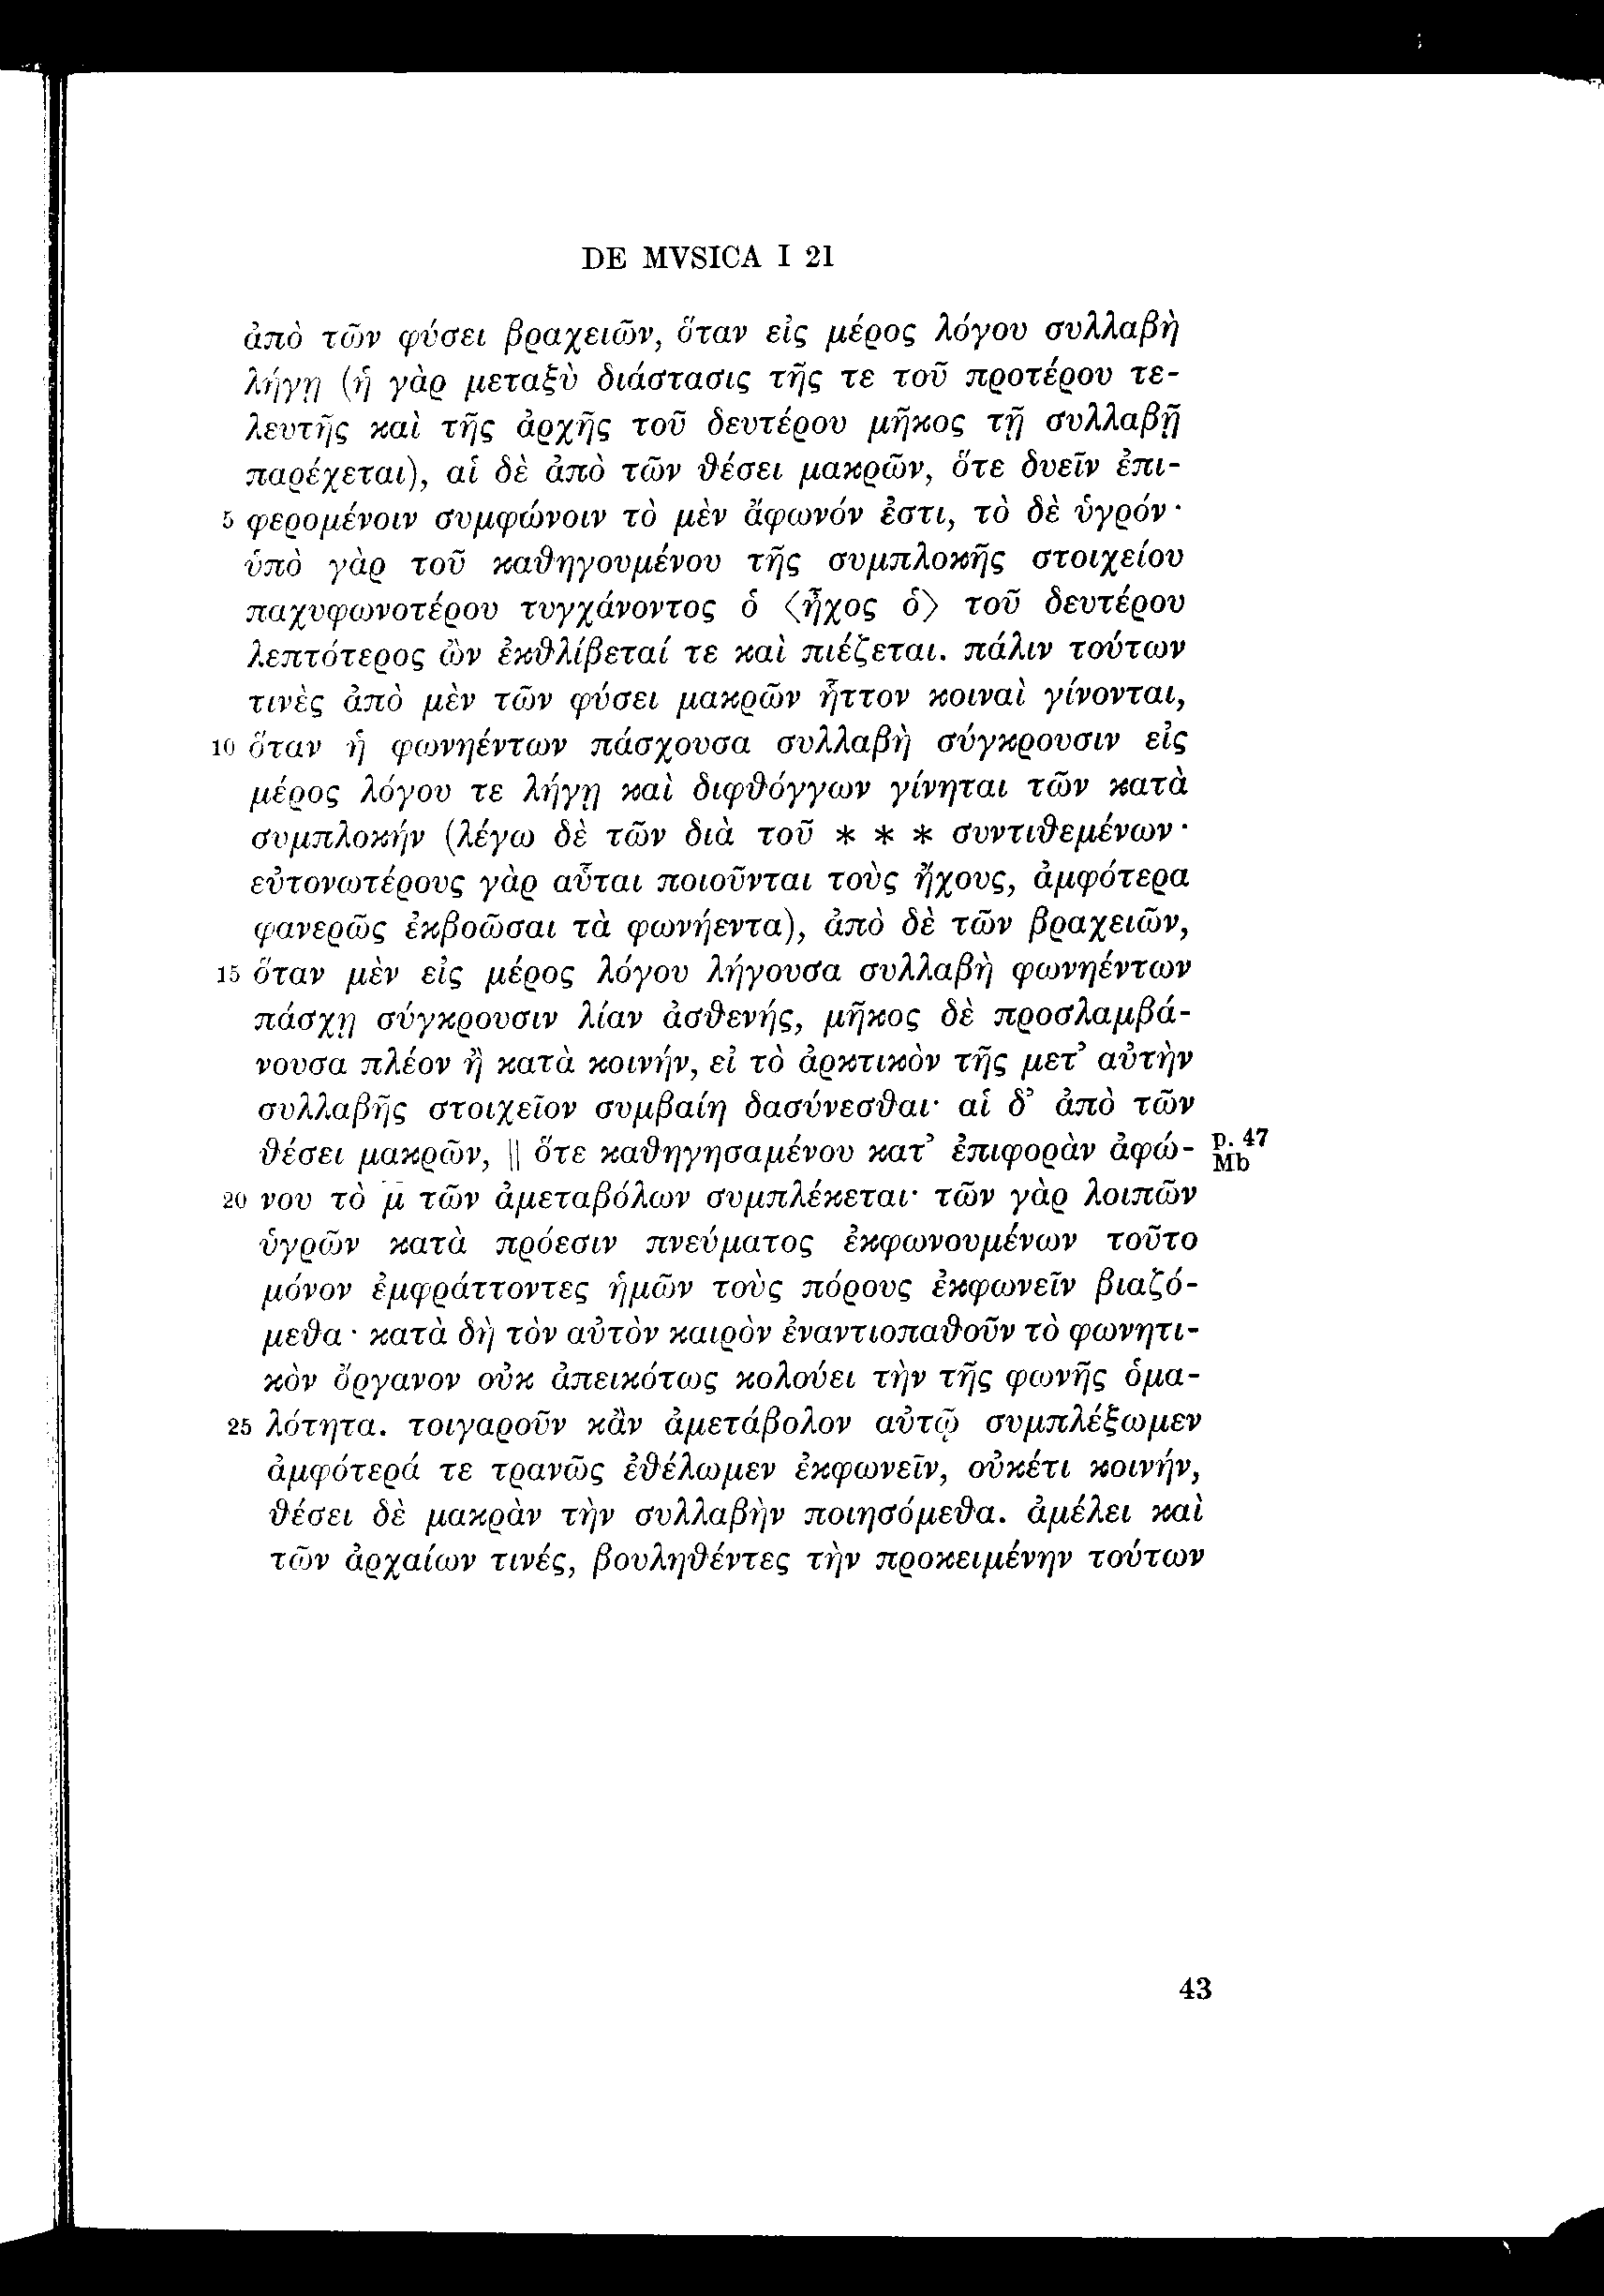 DE MVSICA I 21
ἀπὸ τῶν φύσει βραχειῶν, ὅταν εἰς μέρος λόγου συλλαβὴ
λήγῃ (ἡ γὰρ μεταξὺ διάστασις τῆς τε τοῦ προτέρου τε-
λευτῆς καὶ τῆς ἀρχῆς τοῦ δευτέρου μῆκος τῇ συλλαβῇ
παρέχεται), αἱ δὲ ἀπὸ τῶν θέσει μακρῶν, ὅτε δυεῖν ἐπι-
5 φερομένοιν συμφώνοιν τὸ μὲν ἄφωνόν ἐστι, τὸ δὲ ὑγρόν·
ὑπὸ γὰρ τοῦ καθηγουμένου τῆς συμπλοκῆς στοιχείου
παχυφωνοτέρου τυγχάνοντος ὁ ⟨ἦχος ὁ⟩ τοῦ δευτέρου
λεπτότερος ὢν ἐκθλίβεταί τε καὶ πιέζεται. πάλιν τούτων
τινὲς ἀπὸ μὲν τῶν φύσει μακρῶν ἧττον κοιναὶ γίνονται,
10 ὅταν ἡ φωνηέντων πάσχουσα συλλαβὴ σύγκρουσιν εἰς
μέρος λόγου τε λήγῃ καὶ διφθόγγων γίνηται τῶν κατὰ
συμπλοκήν (λέγω δὲ τῶν διὰ τοῦ * * * συντιθεμένων·
εὐτονωτέρους γὰρ αὗται ποιοῦνται τοὺς ἤχους, ἀμφότερα
φανερῶς ἐκβοῶσαι τὰ φωνήεντα), ἀπὸ δὲ τῶν βραχειῶν,
15 ὅταν μὲν εἰς μέρος λόγου λήγουσα συλλαβὴ φωνηέντων
πάσχῃ σύγκρουσιν λίαν ἀσθενής, μῆκος δὲ προσλαμβά-
νουσα πλέον ἢ κατὰ κοινήν, εἰ τὸ ἀρκτικὸν τῆς μετ’ αὐτὴν
συλλαβῆς στοιχεῖον συμβαίη δασύνεσθαι· αἱ δ’ ἀπὸ τῶν
θέσει μακρῶν, || ὅτε καθηγησαμένου κατ’ ἐπιφορὰν ἀφώ- p. 47 Mb
20 νου τὸ μ̄ τῶν ἀμεταβόλων συμπλέκεται· τῶν γὰρ λοιπῶν
ὑγρῶν κατὰ πρόεσιν πνεύματος ἐκφωνουμένων τοῦτο
μόνον ἐμφράττοντες ἡμῶν τοὺς πόρους ἐκφωνεῖν βιαζό-
μεθα· κατὰ δὴ τὸν αὐτὸν καιρὸν ἐναντιοπαθοῦν τὸ φωνητι-
κὸν ὄργανον οὐκ ἀπεικότως κολούει τὴν τῆς φωνῆς ὁμα-
25 λότητα. τοιγαροῦν κἂν ἀμετάβολον αὐτῷ συμπλέξωμεν
ἀμφότερά τε τρανῶς ἐθέλωμεν ἐκφωνεῖν, οὐκέτι κοινήν,
θέσει δὲ μακρὰν τὴν συλλαβὴν ποιησόμεθα. ἀμέλει καὶ
τῶν ἀρχαίων τινές, βουληθέντες τὴν προκειμένην τούτων
43